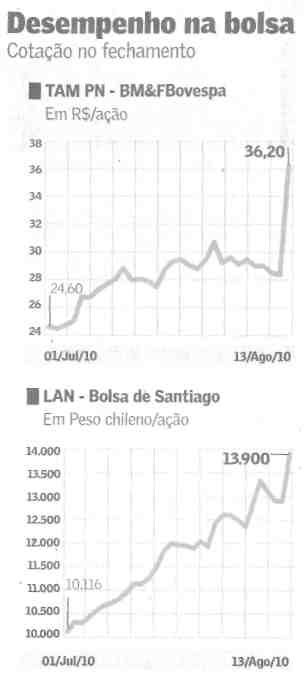 Desempenho na bolsa
Cotação no fechamento
TAM PN - BM&FBovespa
Em R$/ação
38
36,20
36
34
32
30
28
24,60
26
24
01/Jul/10 13/Ago/10
LAN - Bolsa de Santiago
Em Peso chileno/ação
14.000
13,900
13.500
13.000
12.500
12.000
11.500
11.000
10,116
10.500
10.000
01/Jul/10 13/Ago/10